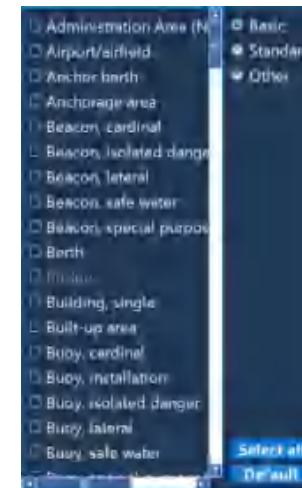 Administration Area (N
Airport/airfield
Anchor berth
Anchorage area
Beacon, cardinal
Beacon, isolated dange
Beacon, lateral
Beacon, safe water
Beacon, special purpos
Berth
Building, single
Built-up area
Buoy, cardinal
Buoy, installation
Buoy, isolated danger
Buoy, lateral
Buoy, safe water
Basic
Standar
Other
Select all
Default